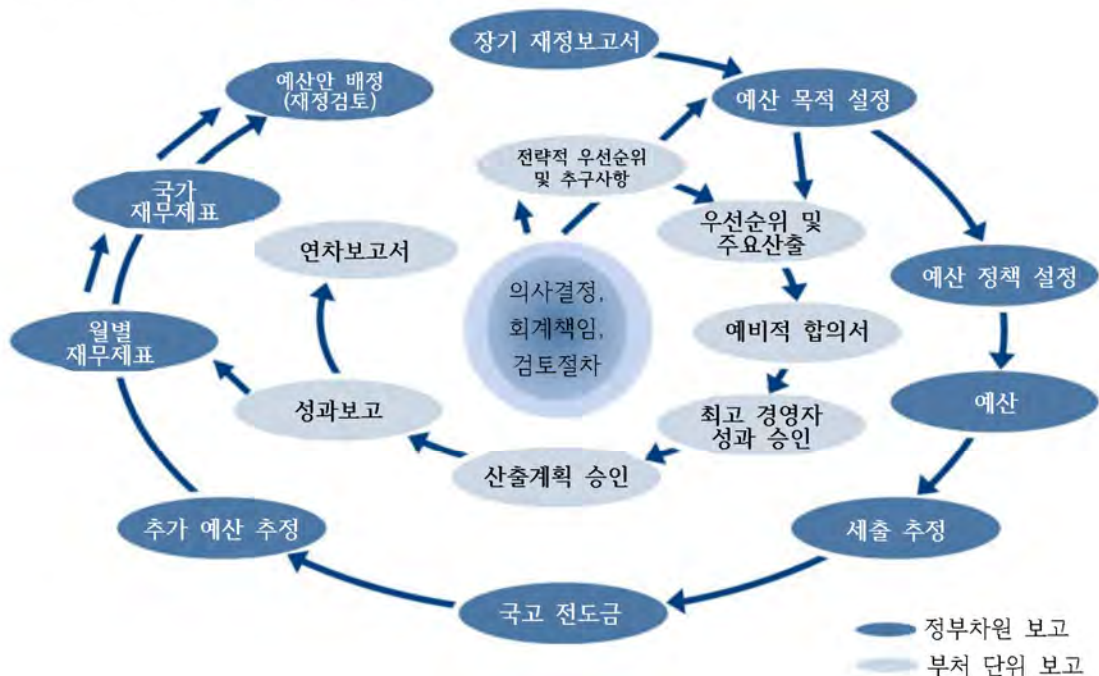 장기 재정보고서
예산안 배정
(재정검토)
예산 목적 설정
전략적 우선순위
및 추구사항
국가
재무제표
우선순위 및
주요산출
연차보고서
예산 정책 설정
의사결정,
회계책임,
검토절차
월별
재무제표
예비적 합의서
예산
성과보고
최고 경영자
성과 승인
산출계획 승인
추가 예산 추정
세출 추정
국고 전도금
정부차원 보고
부처 단위 보고